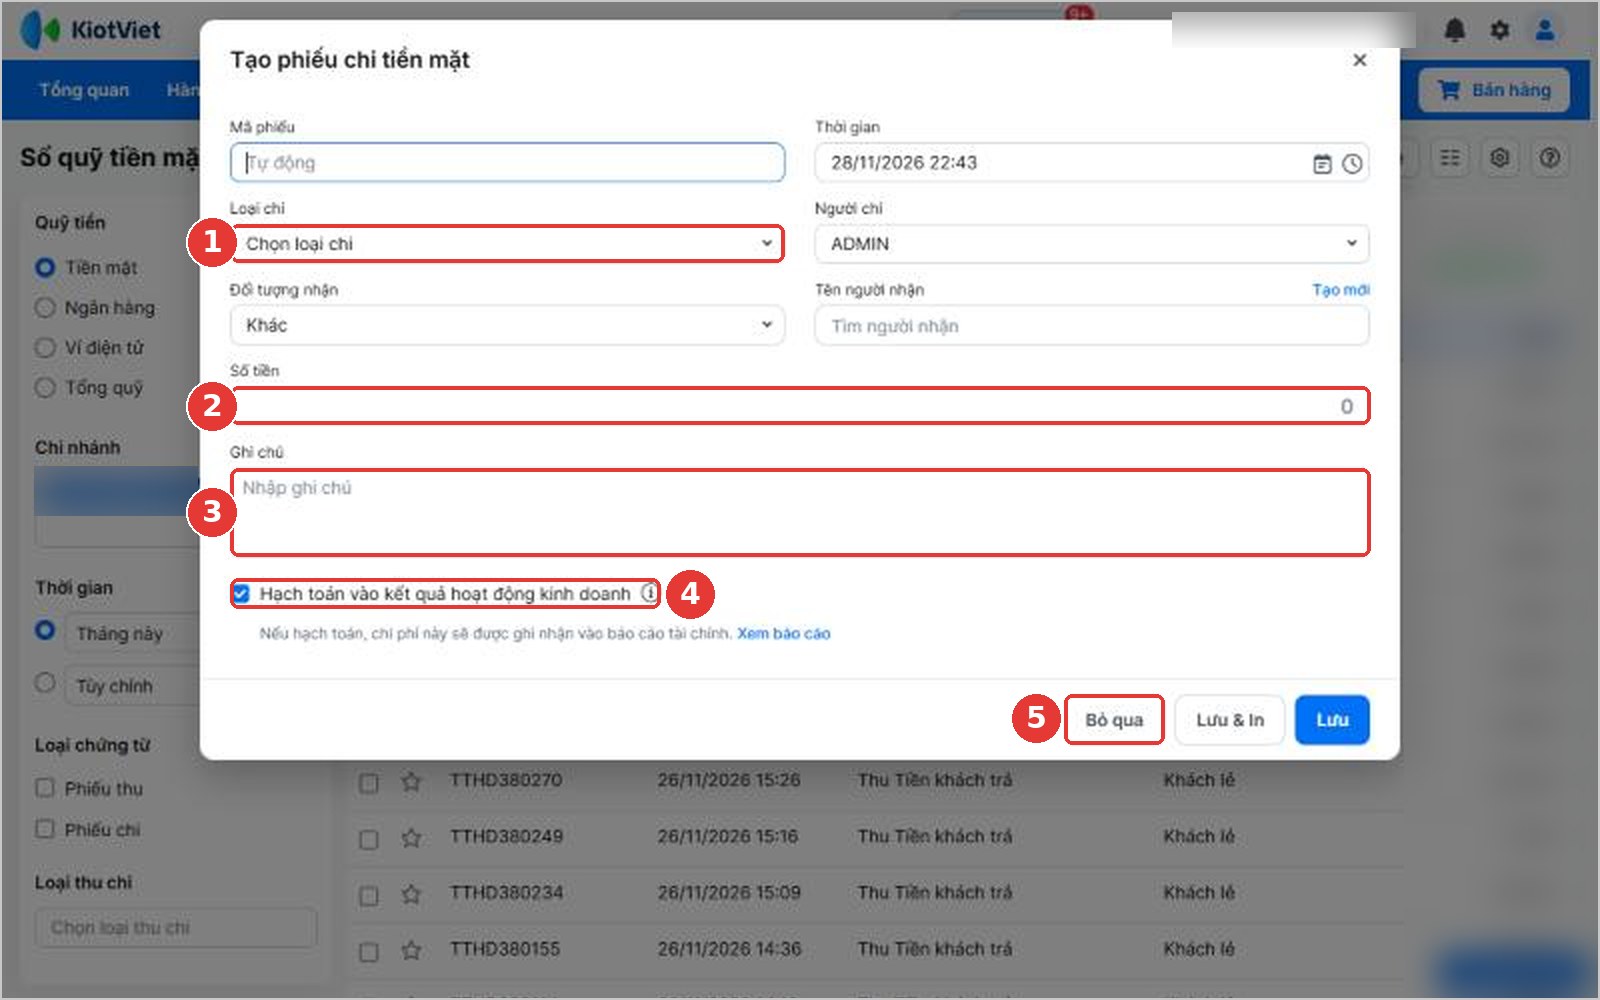 KiotViet
9+
Tổng quan
Hàn
Bán hàng
Sổ quỹ tiền mặ
Quỹ tiền
Tiền mặt
Ngân hàng
Ví điện tử
Tổng quỹ
Chi nhánh
Thời gian
Tháng này
Tùy chỉnh
Loại chứng từ
Phiếu thu
Phiếu chi
Loại thu chi
Chọn loại thu chi
Tạo phiếu chi tiền mặt
Mã phiếu
Thời gian
Tự động
28/11/2026 22:43
Loại chi
Người chi
1
Chọn loại chi
ADMIN
Đối tượng nhận
Tên người nhận
Tạo mới
Khác
Tìm người nhận
Số tiền
2
0
Ghi chú
Nhập ghi chú
3
Hạch toán vào kết quả hoạt động kinh doanh
4
Nếu hạch toán, chi phí này sẽ được ghi nhận vào báo cáo tài chính. Xem báo cáo
5
Bỏ qua
Lưu & In
Lưu
TTHD380270 26/11/2026 15:26 Thu Tiền khách trả Khách lẻ
TTHD380249 26/11/2026 15:16 Thu Tiền khách trả Khách lẻ
TTHD380234 26/11/2026 15:09 Thu Tiền khách trả Khách lẻ
TTHD380155 26/11/2026 14:36 Thu Tiền khách trả Khách lẻ